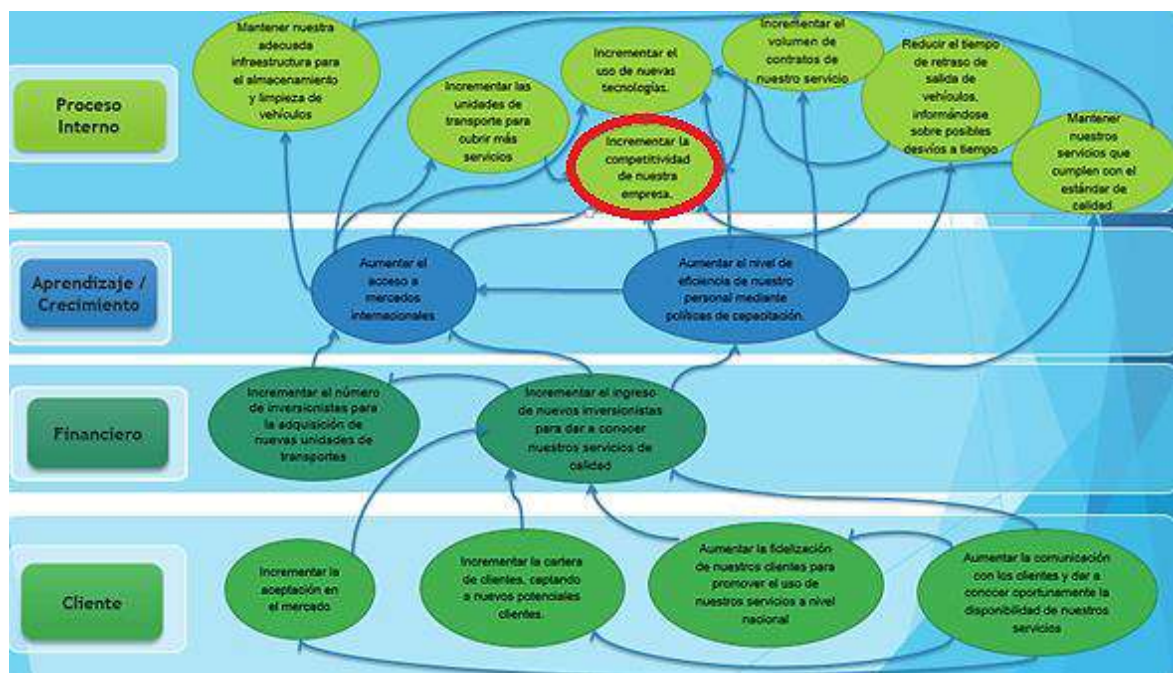 Proceso
Interno
Mantener nuestra
adecuada
infraestructura para
el almacenamiento
y limpieza de
vehículos
Incrementar las
unidades de
transporte para
cubrir más
servicios
Incrementar el
uso de nuevas
tecnologías.
Incrementar la
competitividad
de nuestra
empresa.
Incrementar el
volumen de
contratos de
nuestro servicio
Reducir el tiempo
de retraso de
salida de
vehículos,
informándose
sobre posibles
desvíos a tiempo
Mantener
nuestros
servicios que
cumplen con el
estándar de
calidad.
Aprendizaje /
Crecimiento
Aumentar el
acceso a
mercados
internacionales
Aumentar el nivel de
eficiencia de nuestro
personal mediante
políticas de capacitación.
Financiero
Incrementar el número
de inversionistas para
la adquisición de
nuevas unidades de
transportes
Incrementar el ingreso
de nuevos inversionistas
para dar a conocer
nuestros servicios de
calidad
Cliente
Incrementar la
aceptación en
el mercado
Incrementar la cartera
de clientes, captando
a nuevos potenciales
clientes.
Aumentar la fidelización
de nuestros clientes para
promover el uso de
nuestros servicios a nivel
nacional
Aumentar la comunicación
con los clientes y dar a
conocer oportunamente la
disponibilidad de nuestros
servicios